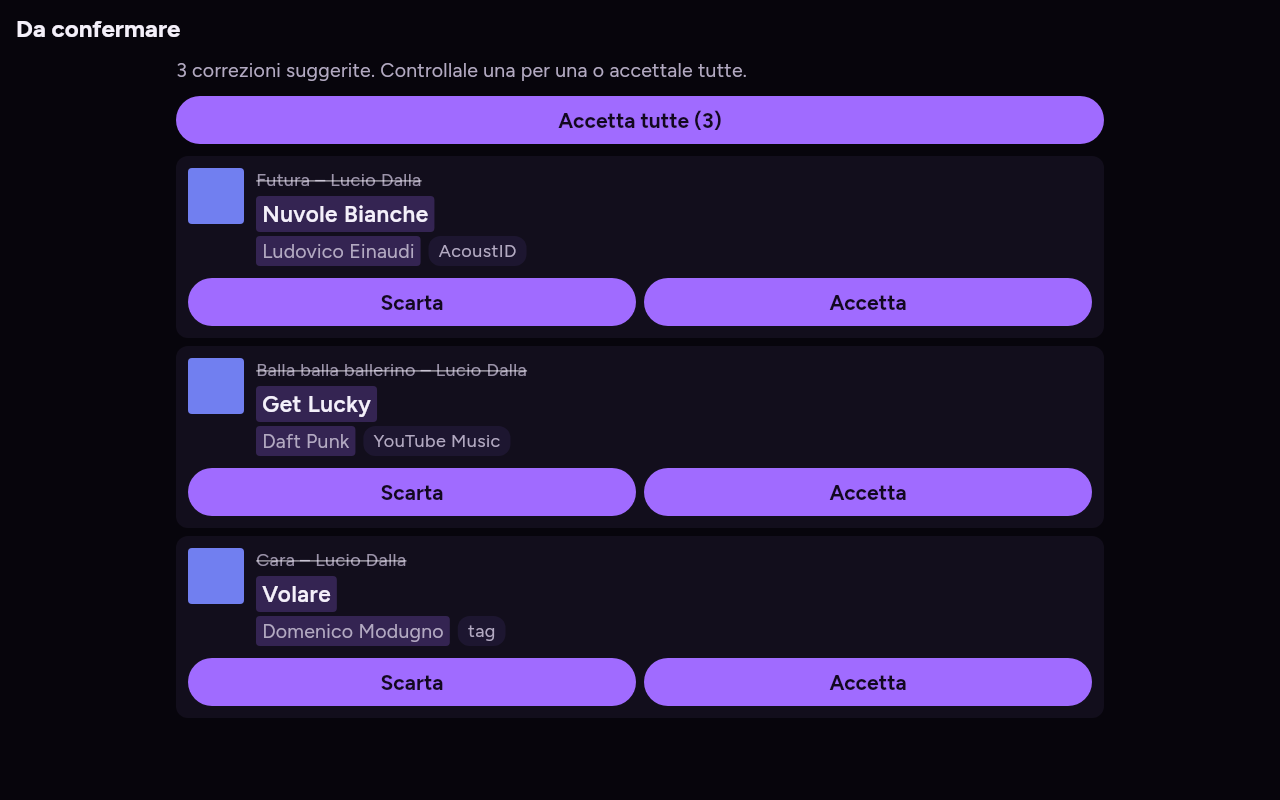 Da confermare
3 correzioni suggerite. Controllale una per una o accettale tutte.
Accetta tutte (3)
Futura – Lucio Dalla
Nuvole Bianche
Ludovico Einaudi AcoustID
Scarta Accetta
Balla balla ballerino – Lucio Dalla
Get Lucky
Daft Punk YouTube Music
Scarta Accetta
Cara – Lucio Dalla
Volare
Domenico Modugno tag
Scarta Accetta